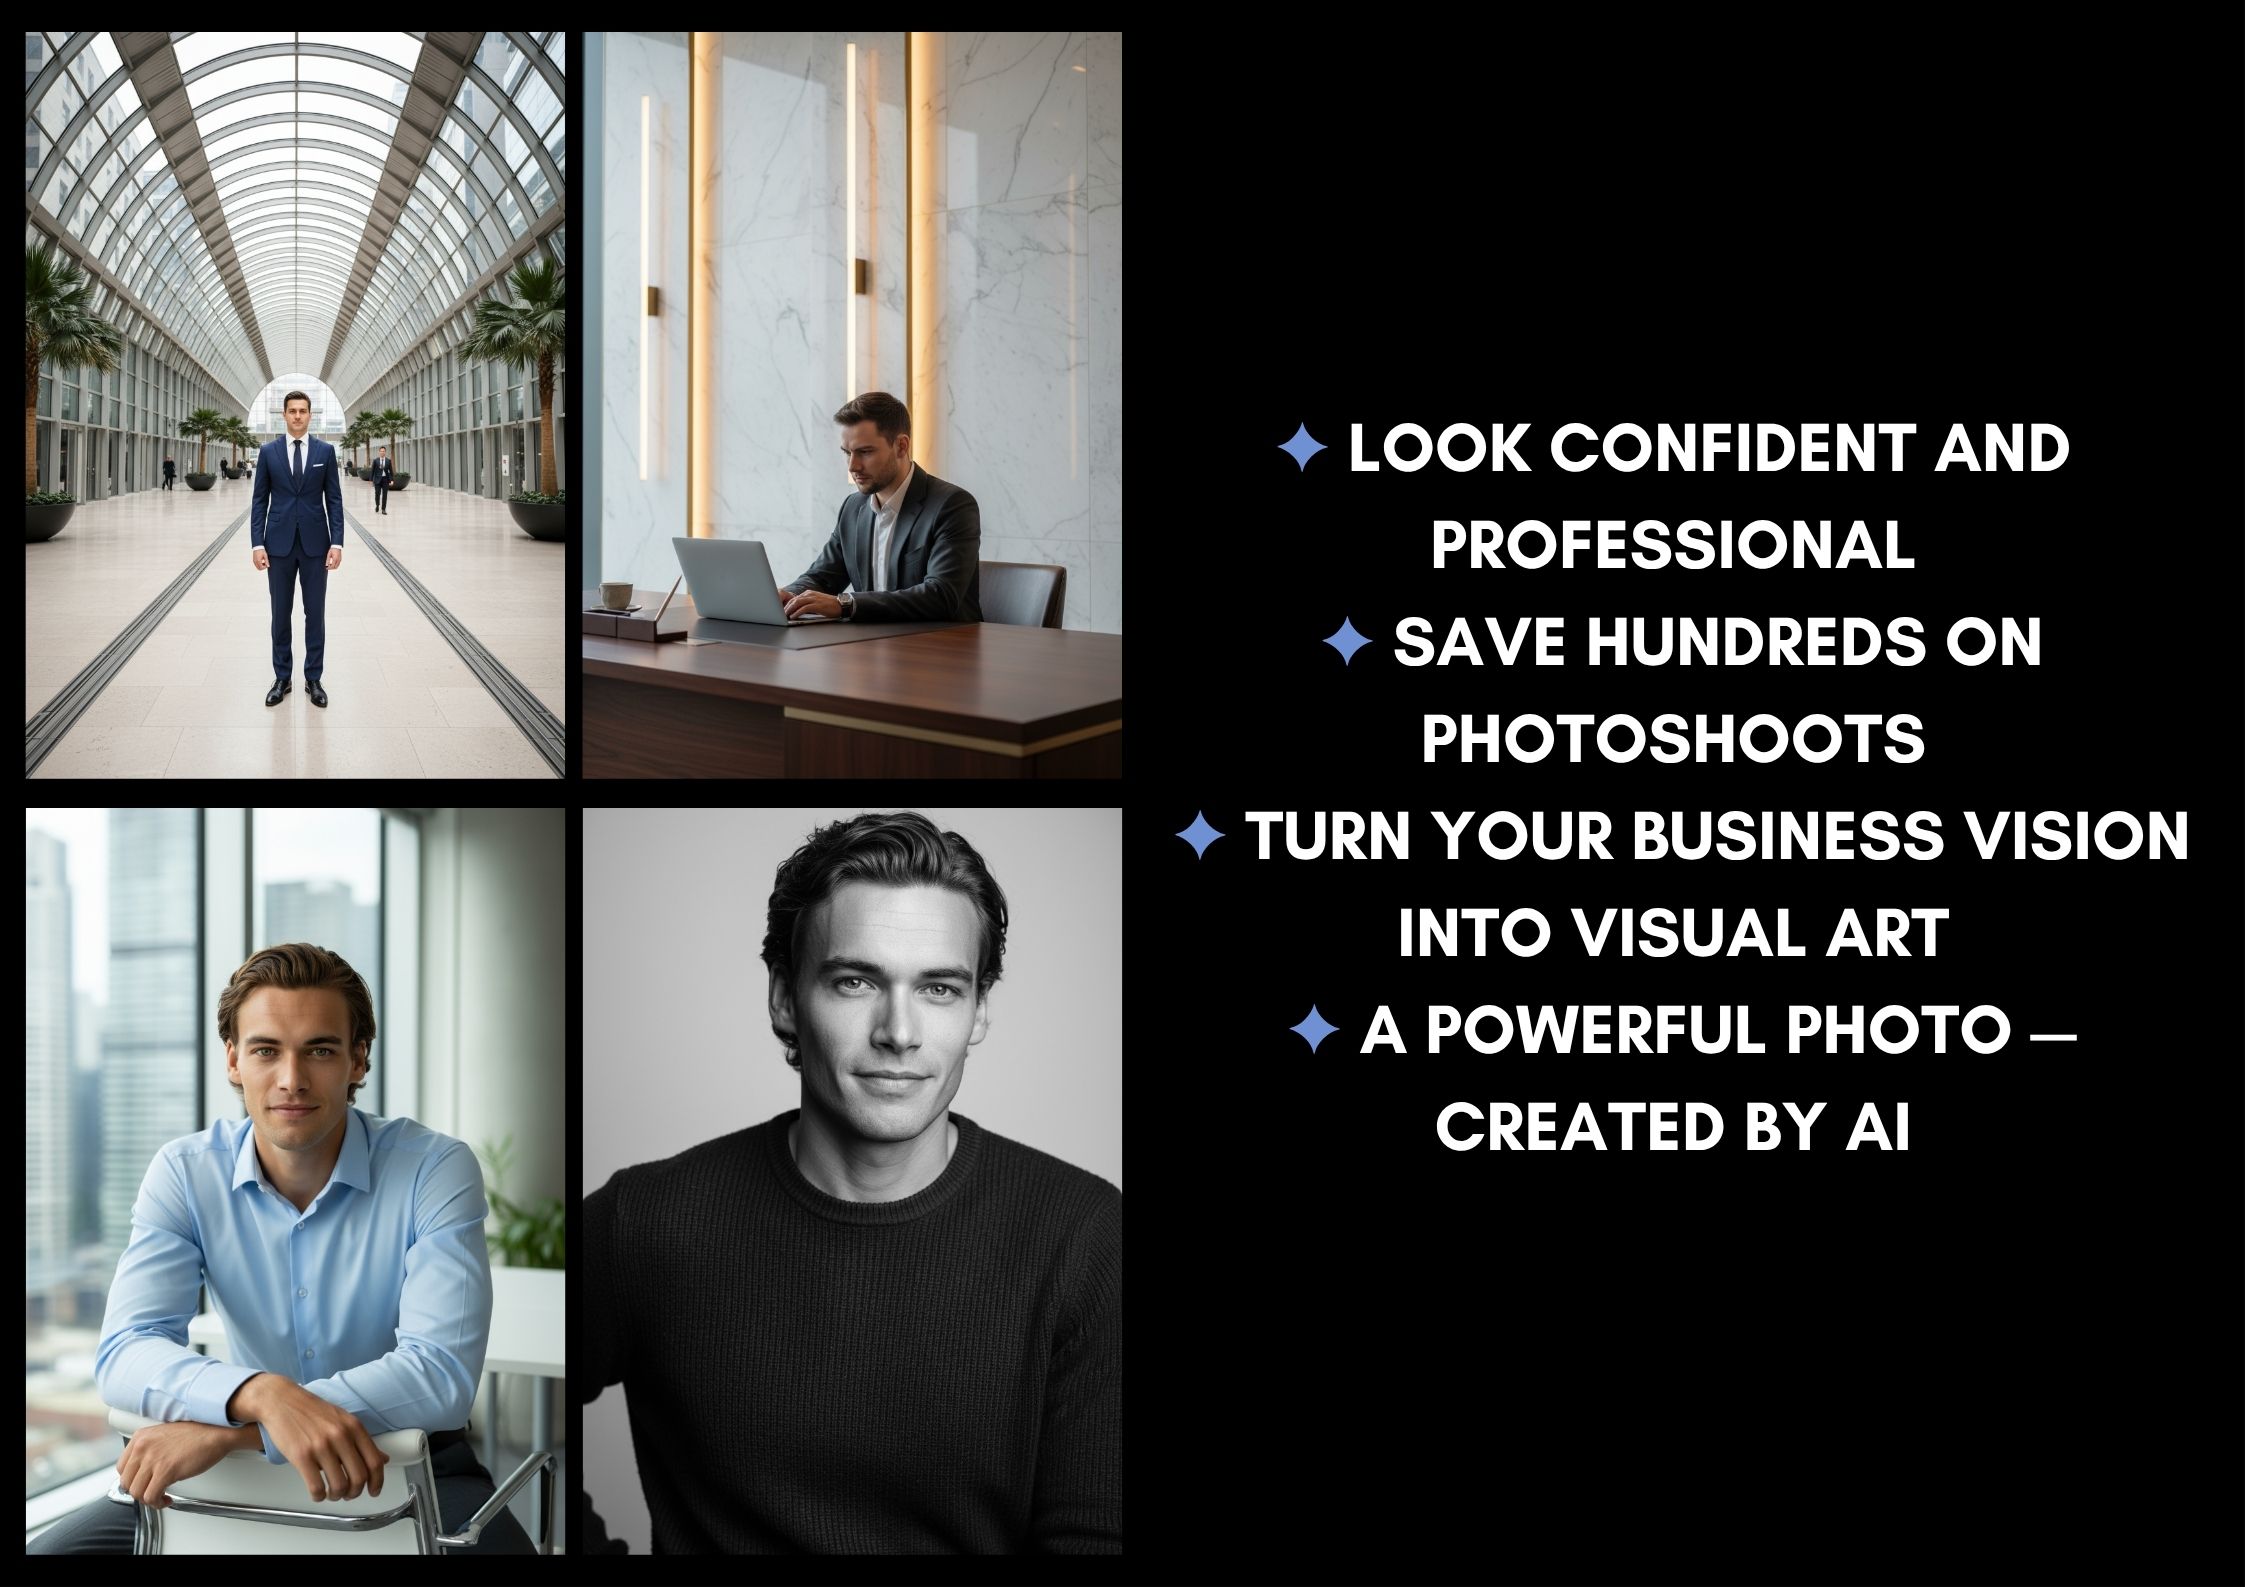 ✦ LOOK CONFIDENT AND
PROFESSIONAL
✦ SAVE HUNDREDS ON
PHOTOSHOOTS
✦ TURN YOUR BUSINESS VISION
INTO VISUAL ART
✦ A POWERFUL PHOTO —
CREATED BY AI